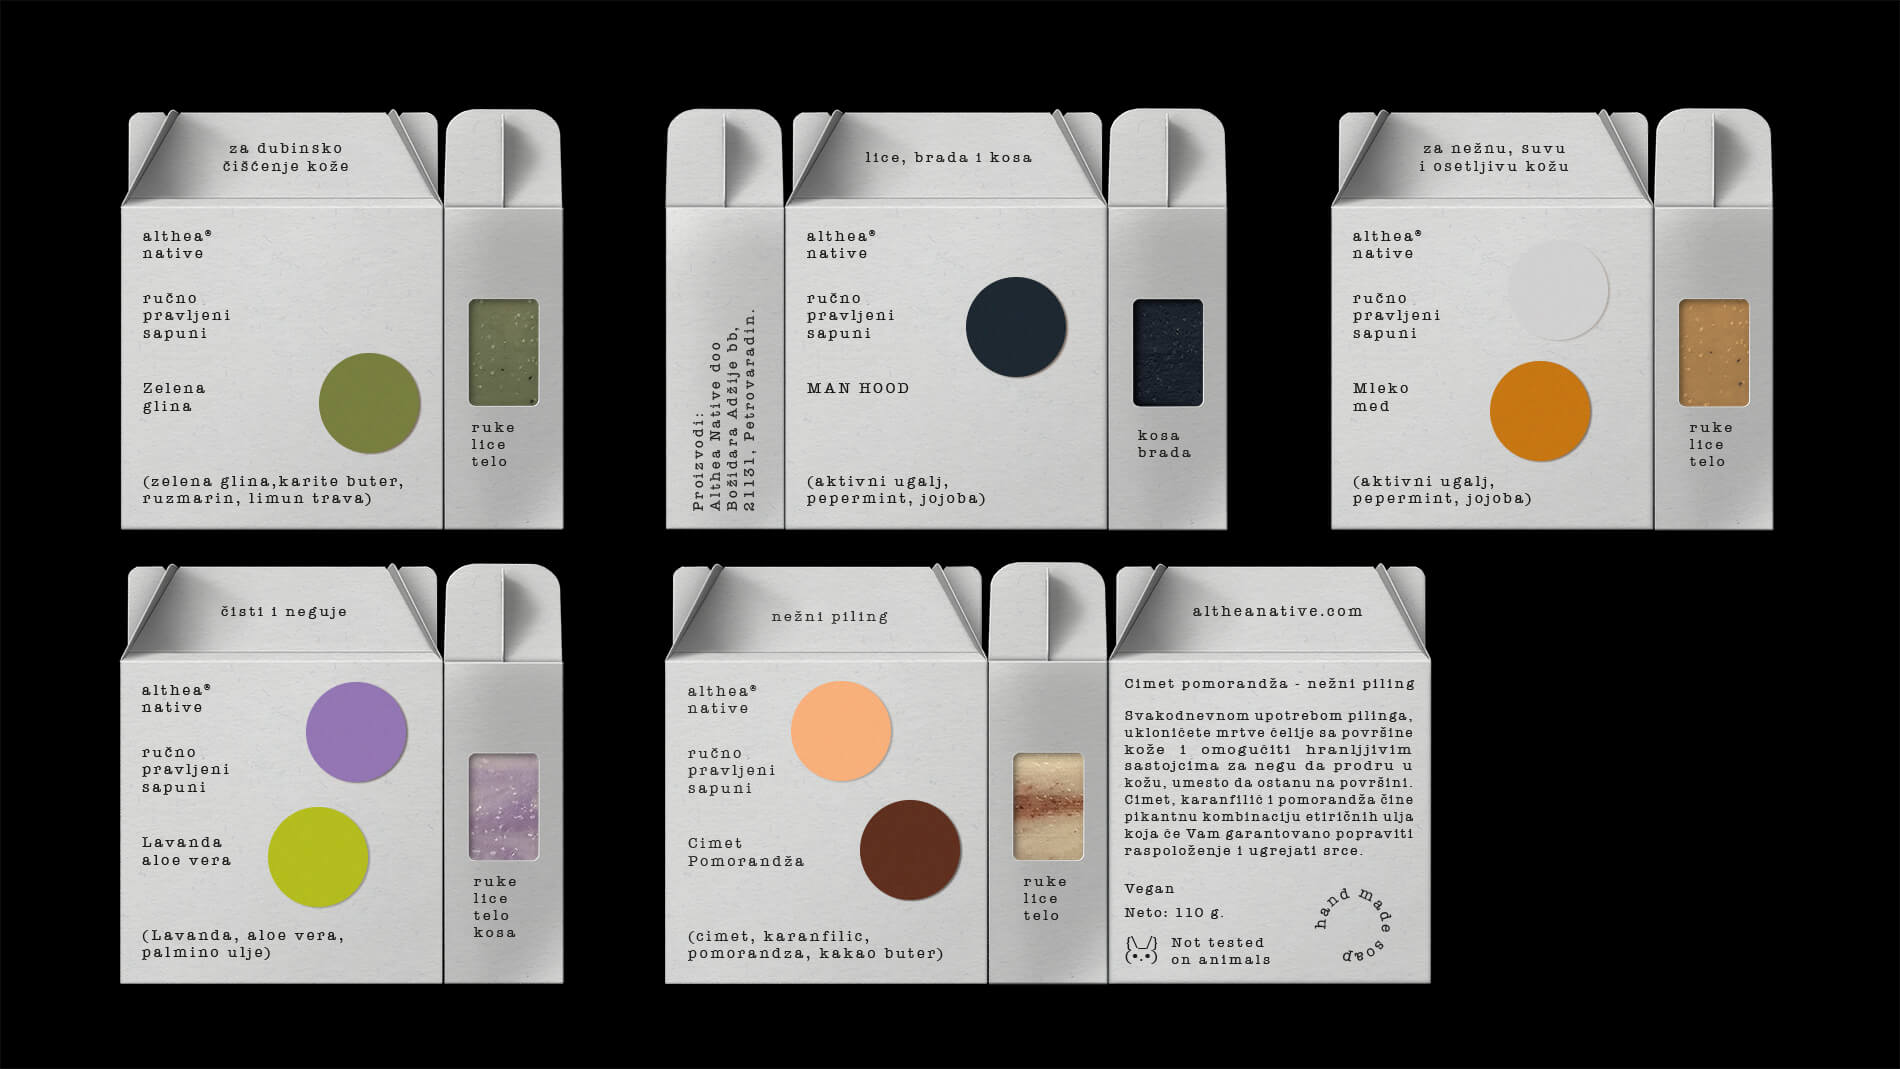 za dubinsko
čišćenje kože
althea®
native
ručno
pravljeni
sapuni
Zelena
glina
(zelena glina,karite buter,
ruzmarin, limun trava)
ruke
lice
telo
Proizvodi:
Althea Native doo
Božidara Adžije bb,
21131, Petrovaradin.
lice, brada i kosa
althea®
native
ručno
pravljeni
sapuni
MAN HOOD
(aktivni ugalj,
pepermint, jojoba)
kosa
brada
za nežnu, suvu
i osetljivu kožu
althea®
native
ručno
pravljeni
sapuni
Mleko
med
(aktivni ugalj,
pepermint, jojoba)
ruke
lice
telo
čisti i neguje
althea®
native
ručno
pravljeni
sapuni
Lavanda
aloe vera
(Lavanda, aloe vera,
palmino ulje)
ruke
lice
telo
kosa
nežni piling
althea®
native
ručno
pravljeni
sapuni
Cimet
Pomorandža
(cimet, karanfilic,
pomorandza, kakao buter)
ruke
lice
telo
altheanative.com
Cimet pomorandža - nežni piling
Svakodnevnom upotrebom pilinga,
uklonićete mrtve ćelije sa površine
kože i omogućiti hranljjivim
sastojcima za negu da prodru u
kožu, umesto da ostanu na površini.
Cimet, karanfilić i pomorandža čine
pikantnu kombinaciju etiričnih ulja
koja će Vam garantovano popraviti
raspoloženje i ugrejati srce.
Vegan
Neto: 110 g.
Not tested
on animals
hand made soap